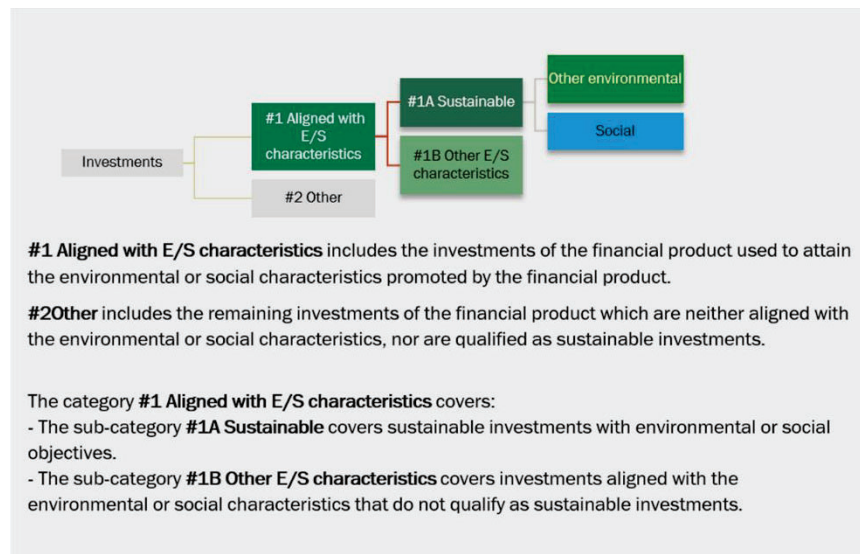 Other environmental
#1A Sustainable
#1 Aligned with
E/S
characteristics
Social
Investments
#1B Other E/S
characteristics
#2 Other
#1 Aligned with E/S characteristics includes the investments of the financial product used to attain
the environmental or social characteristics promoted by the financial product.
#2Other includes the remaining investments of the financial product which are neither aligned with
the environmental or social characteristics, nor are qualified as sustainable investments.
The category #1 Aligned with E/S characteristics covers:
- The sub-category #1A Sustainable covers sustainable investments with environmental or social
objectives.
- The sub-category #1B Other E/S characteristics covers investments aligned with the
environmental or social characteristics that do not qualify as sustainable investments.